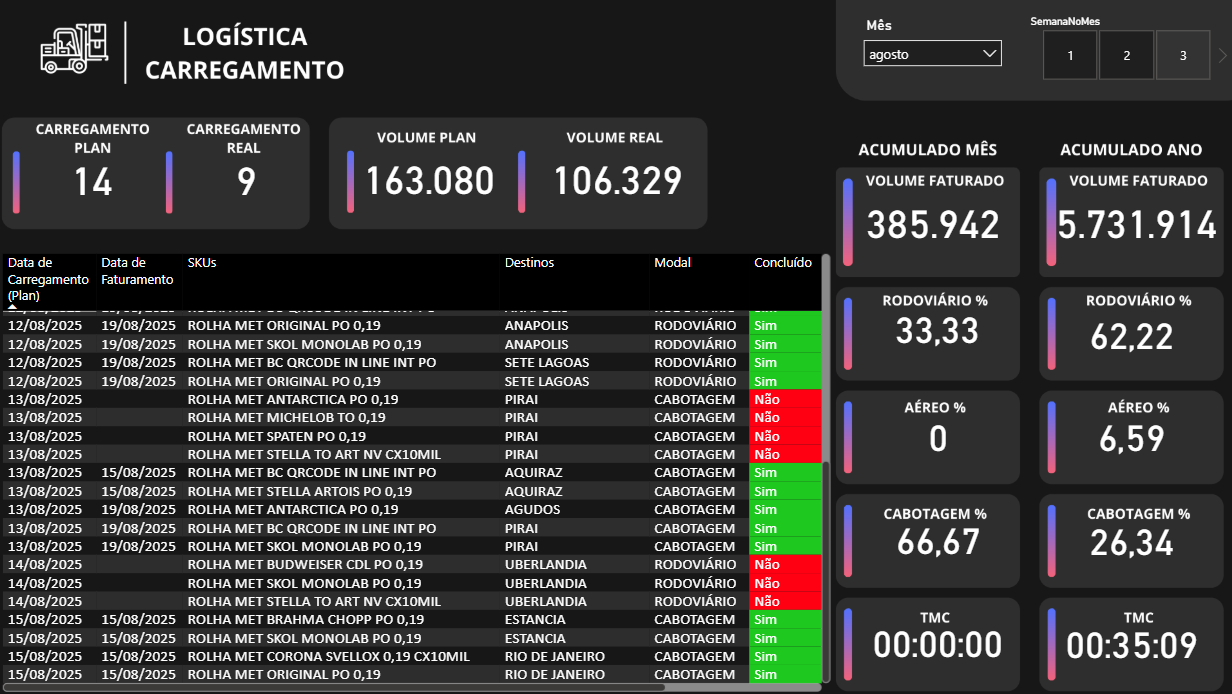 LOGÍSTICA
CARREGAMENTO
Mês
agosto
SemanaNoMes
1 2 3
CARREGAMENTO PLAN
14
CARREGAMENTO REAL
9
VOLUME PLAN
163.080
VOLUME REAL
106.329
Data de Carregamento (Plan) Data de Faturamento SKUs Destinos Modal Concluído
12/08/2025 19/08/2025 ROLHA MET ORIGINAL PO 0,19 ANAPOLIS RODOVIÁRIO Sim
12/08/2025 19/08/2025 ROLHA MET SKOL MONOLAB PO 0,19 ANAPOLIS RODOVIÁRIO Sim
12/08/2025 19/08/2025 ROLHA MET BC QRCODE IN LINE INT PO SETE LAGOAS RODOVIÁRIO Sim
12/08/2025 19/08/2025 ROLHA MET ORIGINAL PO 0,19 SETE LAGOAS RODOVIÁRIO Sim
13/08/2025 ROLHA MET ANTARCTICA PO 0,19 PIRAI CABOTAGEM Não
13/08/2025 ROLHA MET MICHELOB TO 0,19 PIRAI CABOTAGEM Não
13/08/2025 ROLHA MET SPATEN PO 0,19 PIRAI CABOTAGEM Não
13/08/2025 ROLHA MET STELLA TO ART NV CX10MIL PIRAI CABOTAGEM Não
13/08/2025 15/08/2025 ROLHA MET BC QRCODE IN LINE INT PO AQUIRAZ CABOTAGEM Sim
13/08/2025 15/08/2025 ROLHA MET STELLA ARTOIS PO 0,19 AQUIRAZ CABOTAGEM Sim
13/08/2025 19/08/2025 ROLHA MET ANTARCTICA PO 0,19 AGUDOS CABOTAGEM Sim
13/08/2025 19/08/2025 ROLHA MET BC QRCODE IN LINE INT PO PIRAI CABOTAGEM Sim
13/08/2025 19/08/2025 ROLHA MET SKOL MONOLAB PO 0,19 PIRAI CABOTAGEM Sim
14/08/2025 ROLHA MET BUDWEISER CDL PO 0,19 UBERLANDIA RODOVIÁRIO Não
14/08/2025 ROLHA MET SKOL MONOLAB PO 0,19 UBERLANDIA RODOVIÁRIO Não
14/08/2025 ROLHA MET STELLA TO ART NV CX10MIL UBERLANDIA RODOVIÁRIO Não
15/08/2025 15/08/2025 ROLHA MET BRAHMA CHOPP PO 0,19 ESTANCIA CABOTAGEM Sim
15/08/2025 15/08/2025 ROLHA MET SKOL MONOLAB PO 0,19 ESTANCIA CABOTAGEM Sim
15/08/2025 15/08/2025 ROLHA MET CORONA SVELLOX 0,19 CX10MIL RIO DE JANEIRO CABOTAGEM Sim
15/08/2025 15/08/2025 ROLHA MET ORIGINAL PO 0,19 RIO DE JANEIRO CABOTAGEM Sim
ACUMULADO MÊS
VOLUME FATURADO
385.942
RODOVIÁRIO %
33,33
AÉREO %
0
CABOTAGEM %
66,67
TMC
00:00:00
ACUMULADO ANO
VOLUME FATURADO
5.731.914
RODOVIÁRIO %
62,22
AÉREO %
6,59
CABOTAGEM %
26,34
TMC
00:35:09